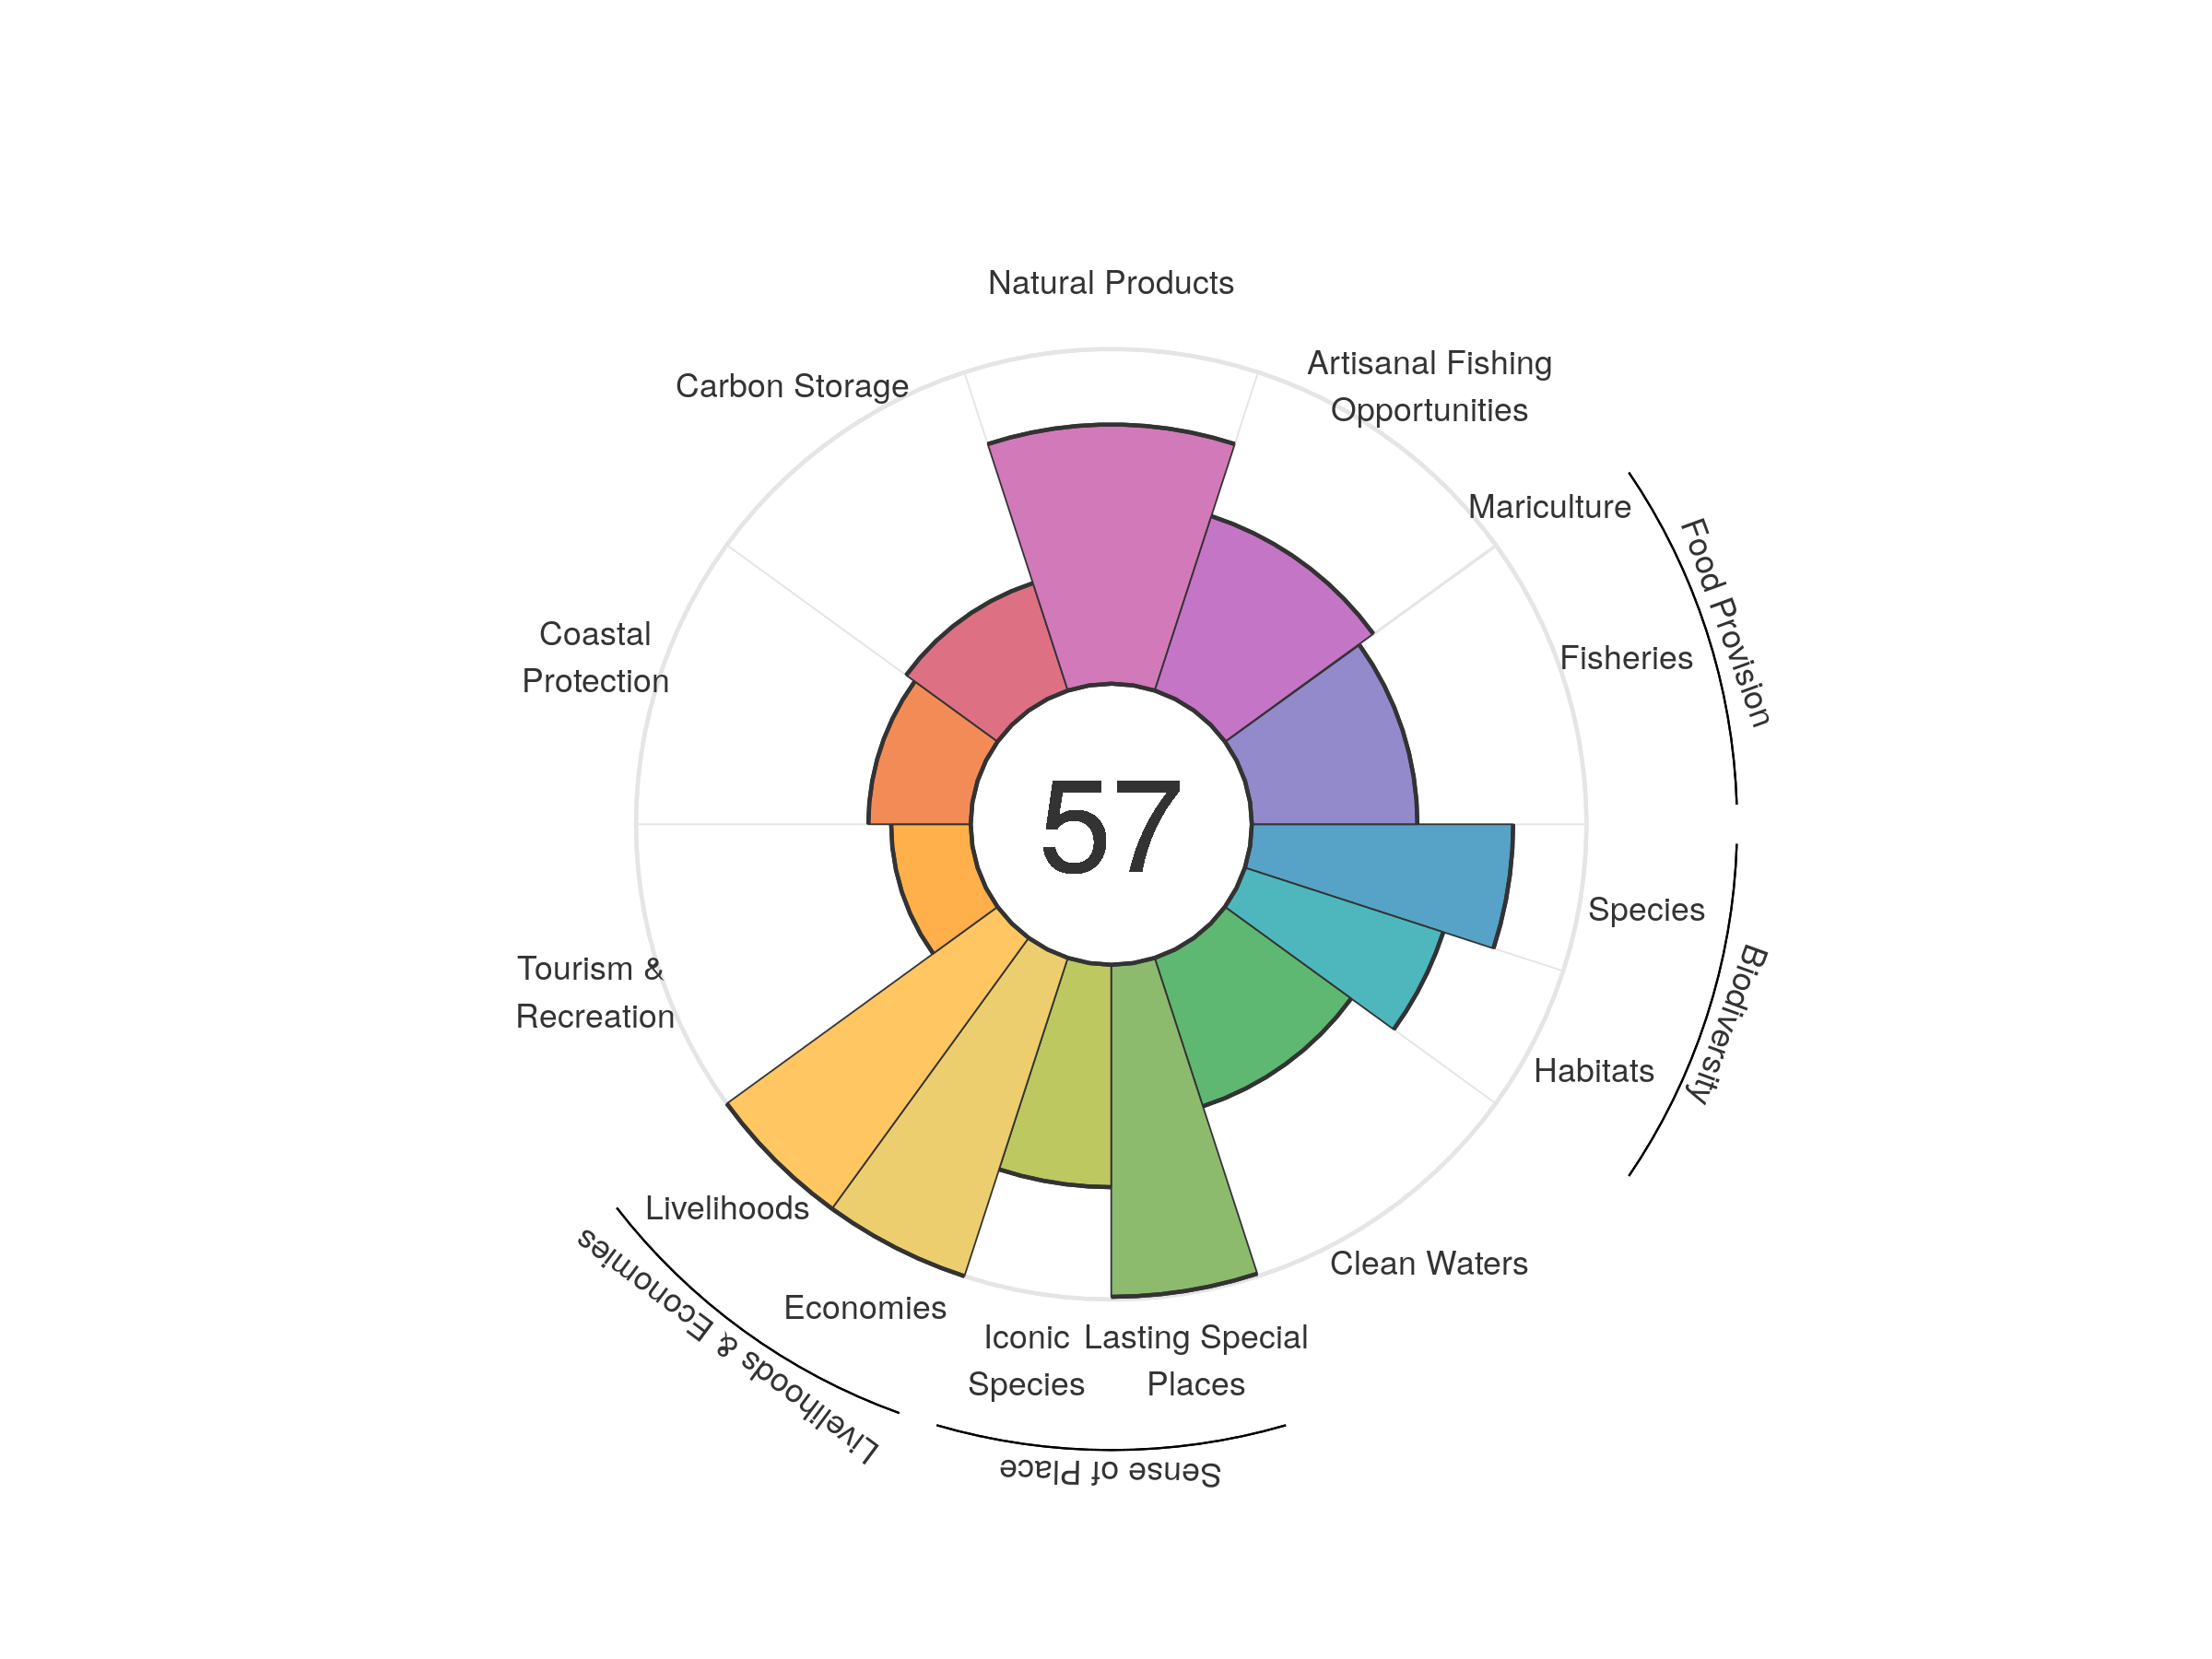 Natural Products
Carbon Storage
Artisanal Fishing
Opportunities
Mariculture
Food Provision
Fisheries
Coastal
Protection
57
Species
Biodiversity
Tourism &
Recreation
Habitats
Livelihoods
Clean Waters
Economies
Livelihoods & Economies
Iconic
Species
Lasting Special
Places
Sense of Place